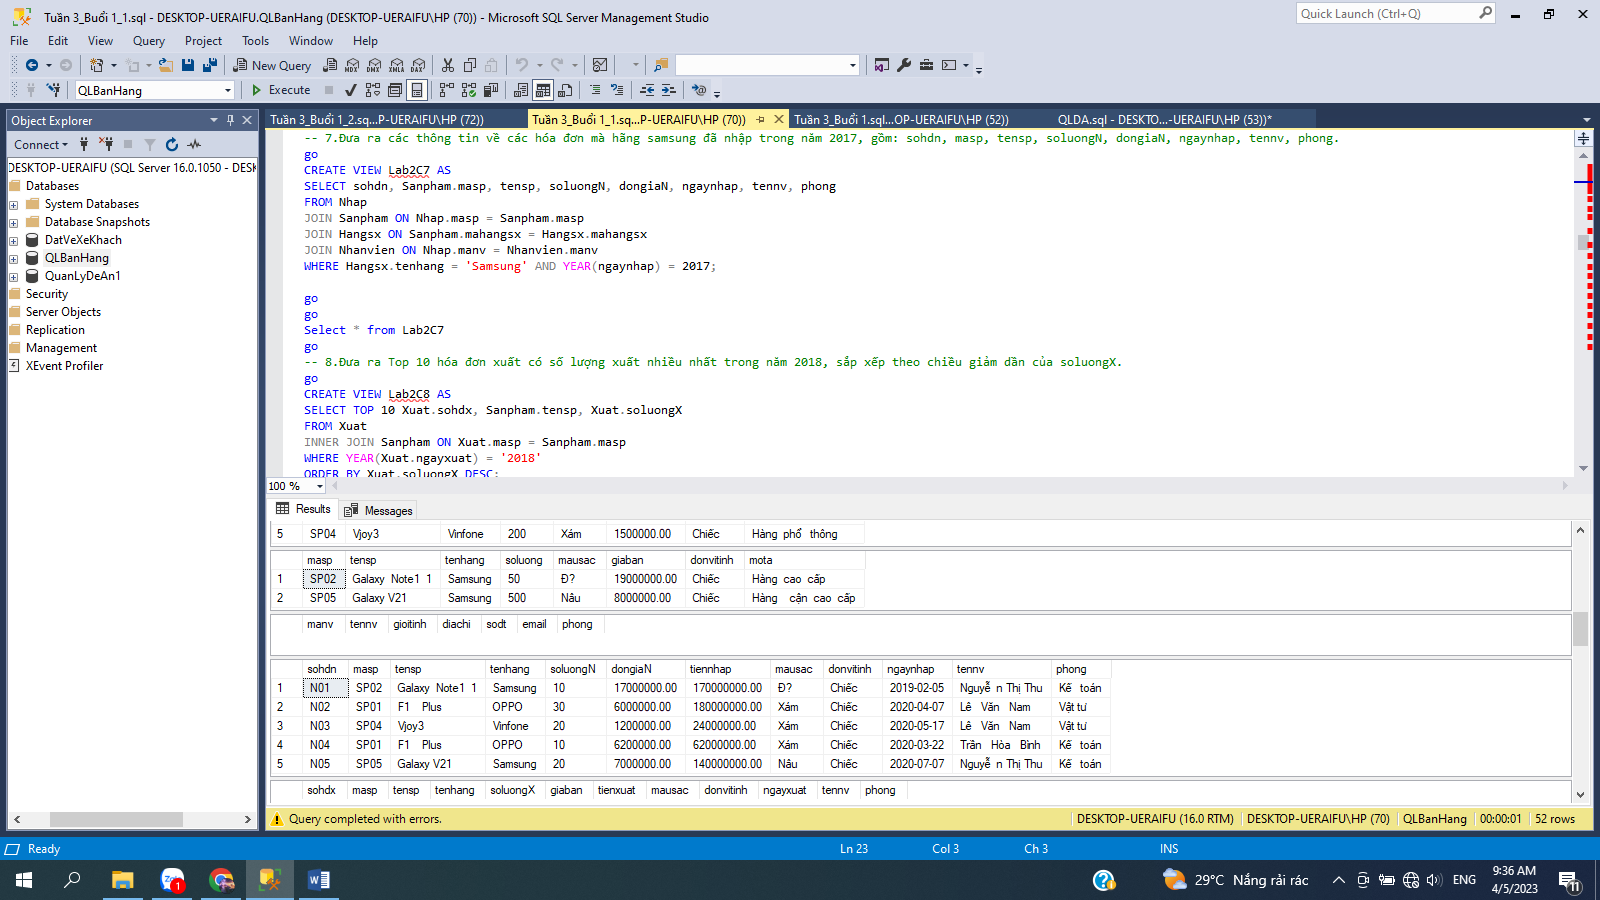 Tuần 3_Buổi 1_1.sql - DESKTOP-UERAIFU.QLBanHang (DESKTOP-UERAIFU\HP (70)) - Microsoft SQL Server Management Studio
Quick Launch (Ctrl+Q)
File Edit View Query Project Tools Window Help
New Query
MDX DMX XMLA DAX
QLBanHang
Execute
Object Explorer
Tuần 3_Buổi 1_2.sq...P-UERAIFU\HP (72))
Tuần 3_Buổi 1_1.sq...P-UERAIFU\HP (70))
Tuần 3_Buổi 1.sql...OP-UERAIFU\HP (52))
QLDA.sql - DESKTO...-UERAIFU\HP (53))*
Connect
DESKTOP-UERAIFU (SQL Server 16.0.1050 - DESK
Databases
System Databases
Database Snapshots
DatVeXeKhach
QLBanHang
QuanLyDeAn1
Security
Server Objects
Replication
Management
XEvent Profiler
-- 7.Đưa ra các thông tin về các hóa đơn mà hãng samsung đã nhập trong năm 2017, gồm: sohdn, masp, tensp, soluongN, dongiaN, ngaynhap, tennv, phong.
go
CREATE VIEW Lab2C7 AS
SELECT sohdn, Sanpham.masp, tensp, soluongN, dongiaN, ngaynhap, tennv, phong
FROM Nhap
JOIN Sanpham ON Nhap.masp = Sanpham.masp
JOIN Hangsx ON Sanpham.mahangsx = Hangsx.mahangsx
JOIN Nhanvien ON Nhap.manv = Nhanvien.manv
WHERE Hangsx.tenhang = 'Samsung' AND YEAR(ngaynhap) = 2017;
go
go
Select * from Lab2C7
go
-- 8.Đưa ra Top 10 hóa đơn xuất có số lượng xuất nhiều nhất trong năm 2018, sắp xếp theo chiều giảm dần của soluongX.
go
CREATE VIEW Lab2C8 AS
SELECT TOP 10 Xuat.sohdx, Sanpham.tensp, Xuat.soluongX
FROM Xuat
INNER JOIN Sanpham ON Xuat.masp = Sanpham.masp
WHERE YEAR(Xuat.ngayxuat) = '2018'
ORDER BY Xuat.soluongX DESC;
100 %
Results Messages
5 SP04 Vjoy3 Vinfone 200 Xám 1500000.00 Chiếc Hàng phổ thông
masp tensp tenhang soluong mausac giaban donvitinh mota
1 SP02 Galaxy Note1 1 Samsung 50 Đ? 19000000.00 Chiếc Hàng cao cấp
2 SP05 Galaxy V21 Samsung 500 Nâu 8000000.00 Chiếc Hàng cận cao cấp
manv tennv gioitinh diachi sodt email phong
sohdn masp tensp tenhang soluongN dongiaN tiennhap mausac donvitinh ngaynhap tennv phong
1 N01 SP02 Galaxy Note1 1 Samsung 10 17000000.00 170000000.00 Đ? Chiếc 2019-02-05 Nguyễn Thị Thu Kế toán
2 N02 SP01 F1 Plus OPPO 30 6000000.00 180000000.00 Xám Chiếc 2020-04-07 Lê Văn Nam Vật tư
3 N03 SP04 Vjoy3 Vinfone 20 1200000.00 24000000.00 Xám Chiếc 2020-05-17 Lê Văn Nam Vật tư
4 N04 SP01 F1 Plus OPPO 10 6200000.00 62000000.00 Xám Chiếc 2020-03-22 Trần Hòa Bình Kế toán
5 N05 SP05 Galaxy V21 Samsung 20 7000000.00 140000000.00 Nâu Chiếc 2020-07-07 Nguyễn Thị Thu Kế toán
sohdx masp tensp tenhang soluongX giaban tienxuat mausac donvitinh ngayxuat tennv phong
Query completed with errors.
DESKTOP-UERAIFU (16.0 RTM) DESKTOP-UERAIFU\HP (70) QLBanHang 00:00:01 52 rows
Ready
Ln 23 Col 3 Ch 3 INS
Zalo 1
29°C Nắng rải rác
ENG
9:36 AM
4/5/2023
11